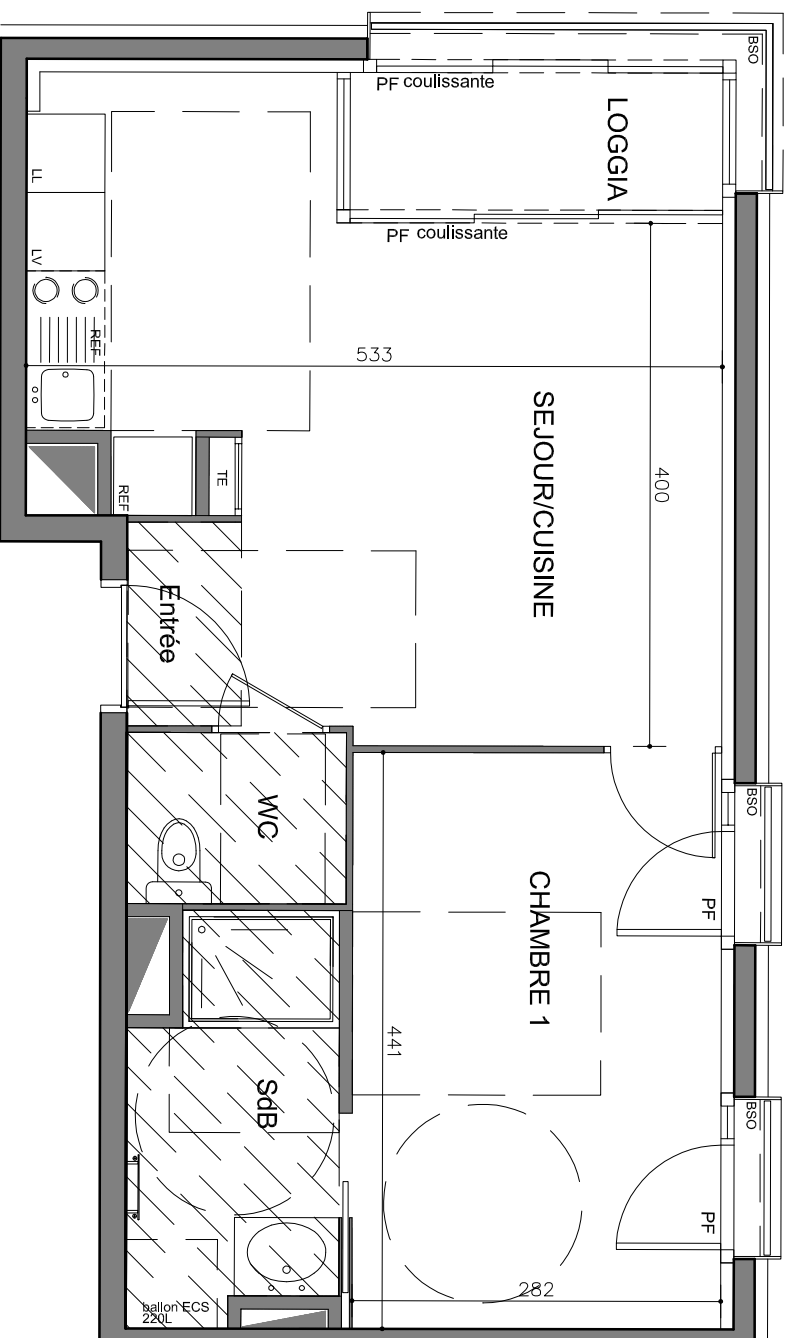 BSO
PF coulissante
LOGGIA
LL
PF coulissante
LV
533
REF
SEJOUR/CUISINE
400
TE
REF
Entrée
BSO
WC
PF
CHAMBRE 1
441
SdB
BSO
PF
282
ballon ECS
220L